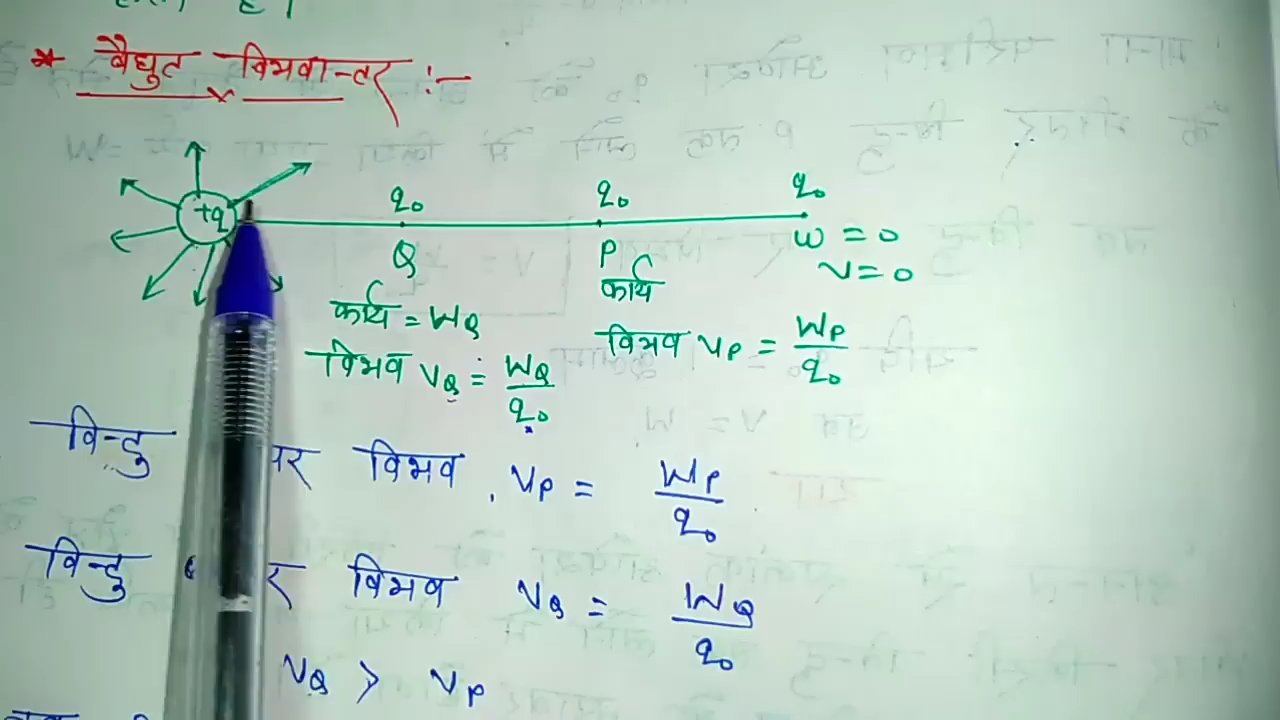 * वैद्युत विभवान्तर :-
q₀ q₀ q₀
+q
Q P W = 0
V = 0
कार्य = W_Q कार्य
विभव V_Q = W_Q/q₀ विभव V_P = W_P/q₀
विन्दु पर विभव V_P = W_P/q₀
विन्दु विभव V_Q = W_Q/q₀
V_Q > V_P